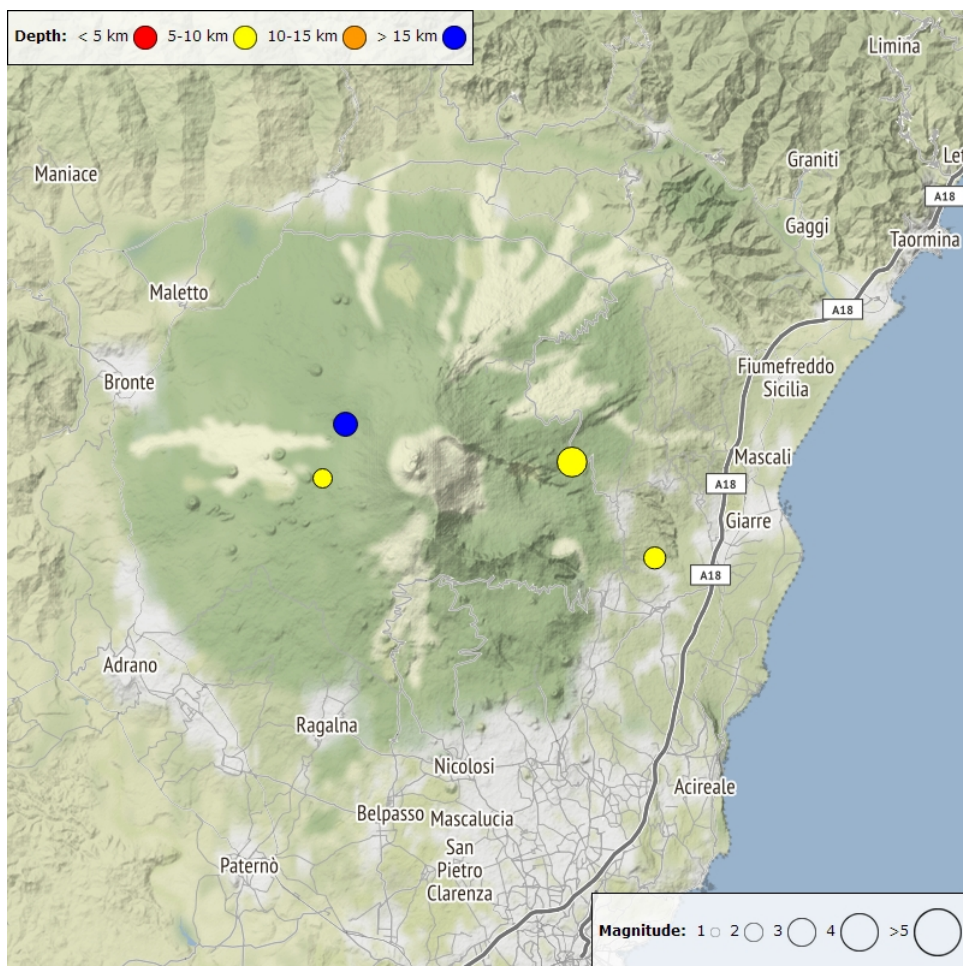 Depth: < 5 km 5-10 km 10-15 km > 15 km
Limina
Maniace
Graniti
Let
A18
Gaggi
Taormina
Maletto
A18
Fiumefreddo
Sicilia
Bronte
Mascali
A18
Giarre
A18
Adrano
Ragalna
Nicolosi
Acireale
Belpasso
Mascalucia
San
Pietro
Clarenza
Paternò
Magnitude: 1 2 3 4 >5